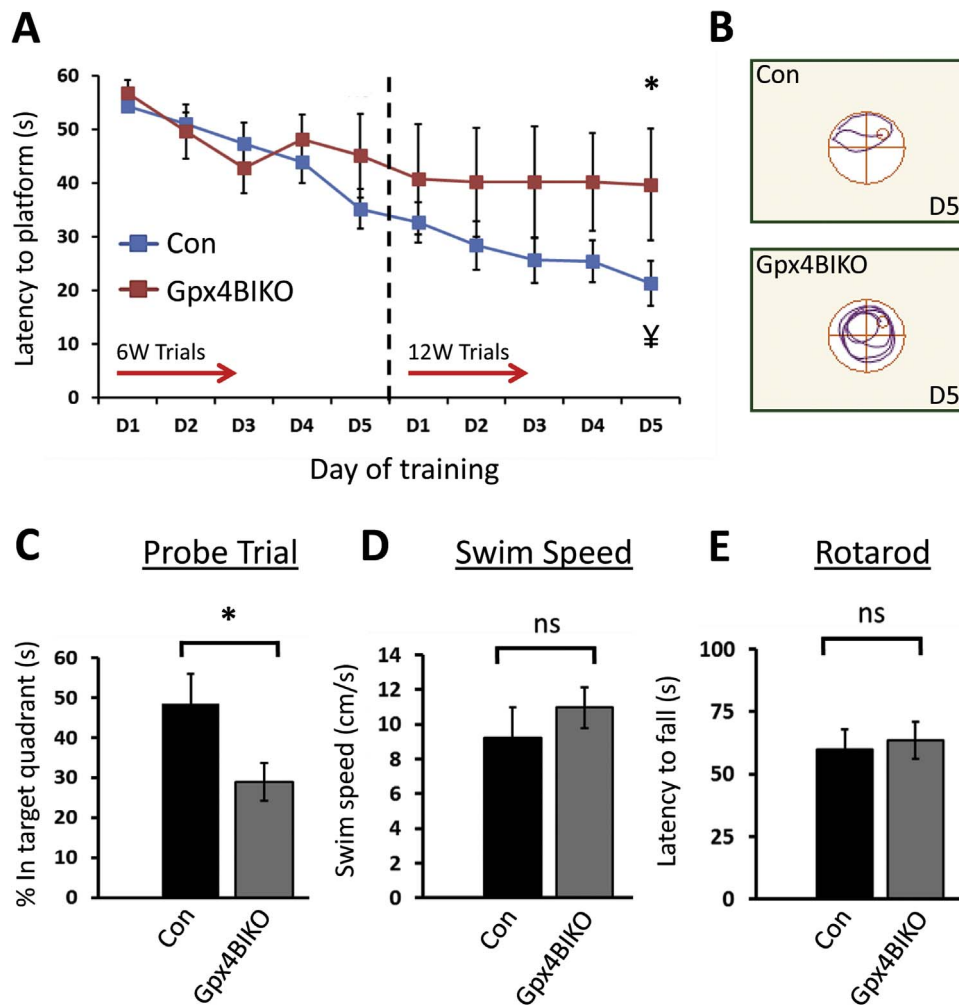 A
Latency to platform (s)
60
50
40
30
20
10
0
*
Con
Gpx4BIKO
¥
6W Trials
12W Trials
D1 D2 D3 D4 D5 D1 D2 D3 D4 D5
Day of training
B
Con
D5
Gpx4BIKO
D5
C
Probe Trial
*
% In target quadrant (s)
60
50
40
30
20
10
0
Con
Gpx4BIKO
D
Swim Speed
ns
Swim speed (cm/s)
14
12
10
8
6
4
2
0
Con
Gpx4BIKO
E
Rotarod
ns
Latency to fall (s)
100
75
50
25
0
Con
Gpx4BIKO